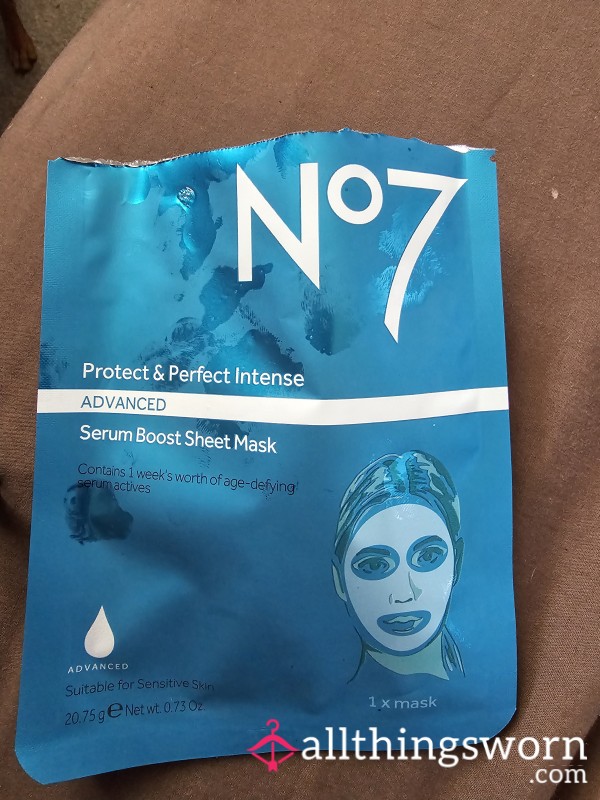 No7
Protect & Perfect Intense
ADVANCED
Serum Boost Sheet Mask
Contains 1 week's worth of age-defying
serum actives
ADVANCED
Suitable for Sensitive Skin
20.75 g e Net wt. 0.73 Oz
1 x mask
allthingsworn
.com